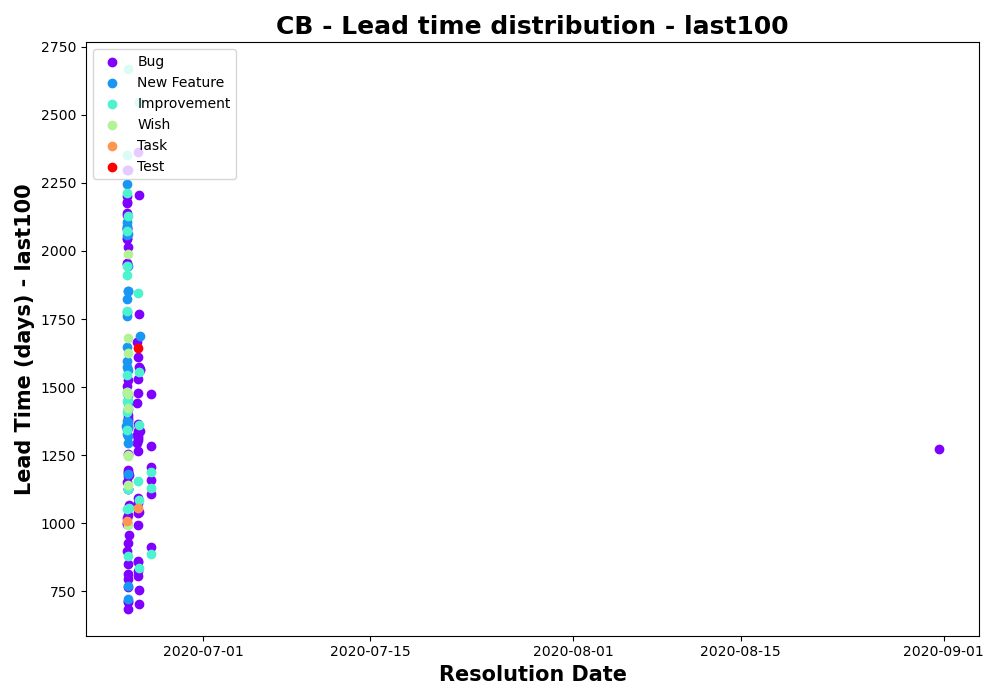 CB - Lead time distribution - last100
2750
2500
2250
2000
1750
1500
1250
1000
750
Lead Time (days) - last100
Bug
New Feature
Improvement
Wish
Task
Test
2020-07-01 2020-07-15 2020-08-01 2020-08-15 2020-09-01
Resolution Date